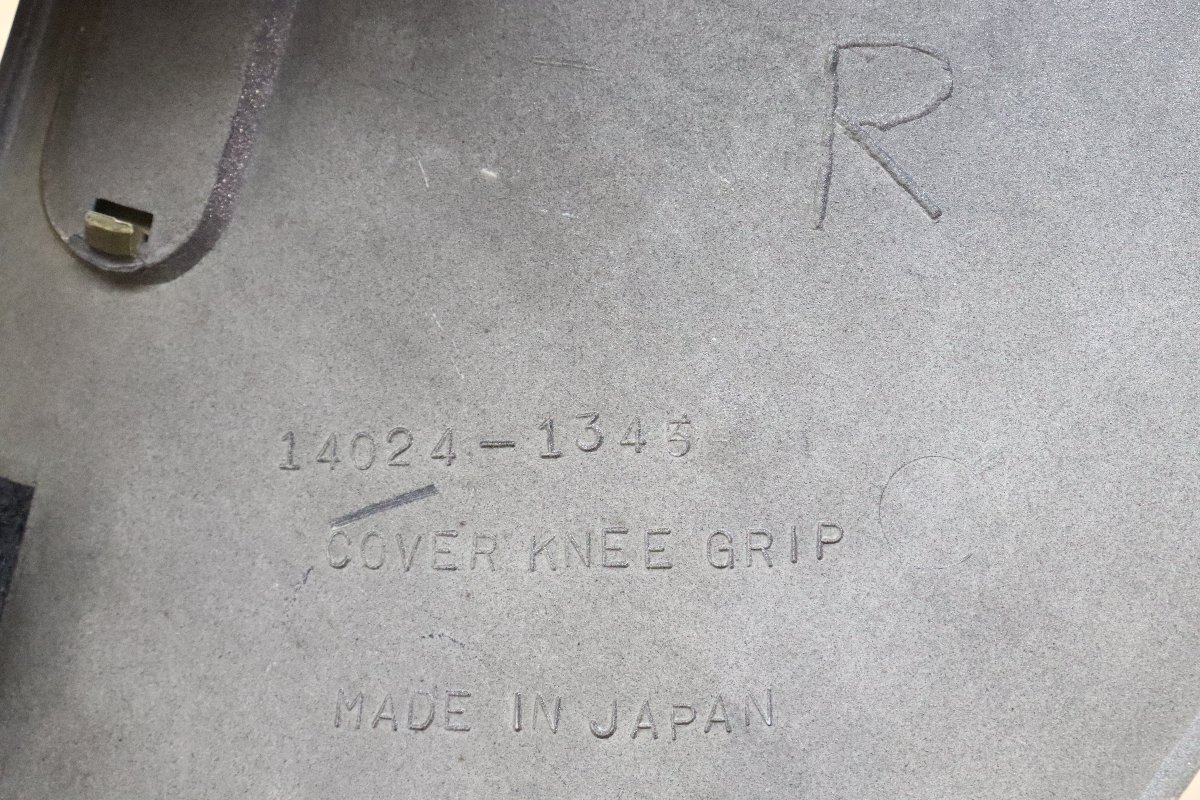 R
14024-1345
COVER KNEE GRIP
MADE IN JAPAN